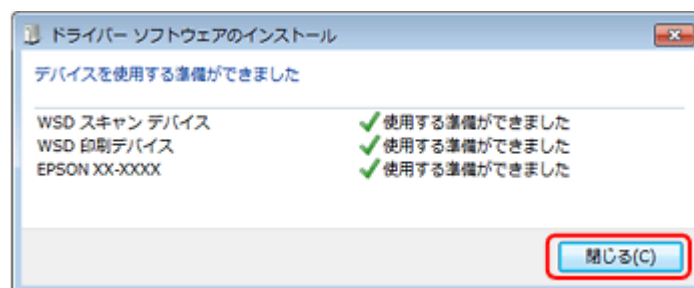 ドライバー ソフトウェアのインストール
デバイスを使用する準備ができました
WSD スキャン デバイス ✓使用する準備ができました
WSD 印刷デバイス ✓使用する準備ができました
EPSON XX-XXXX ✓使用する準備ができました
閉じる(C)